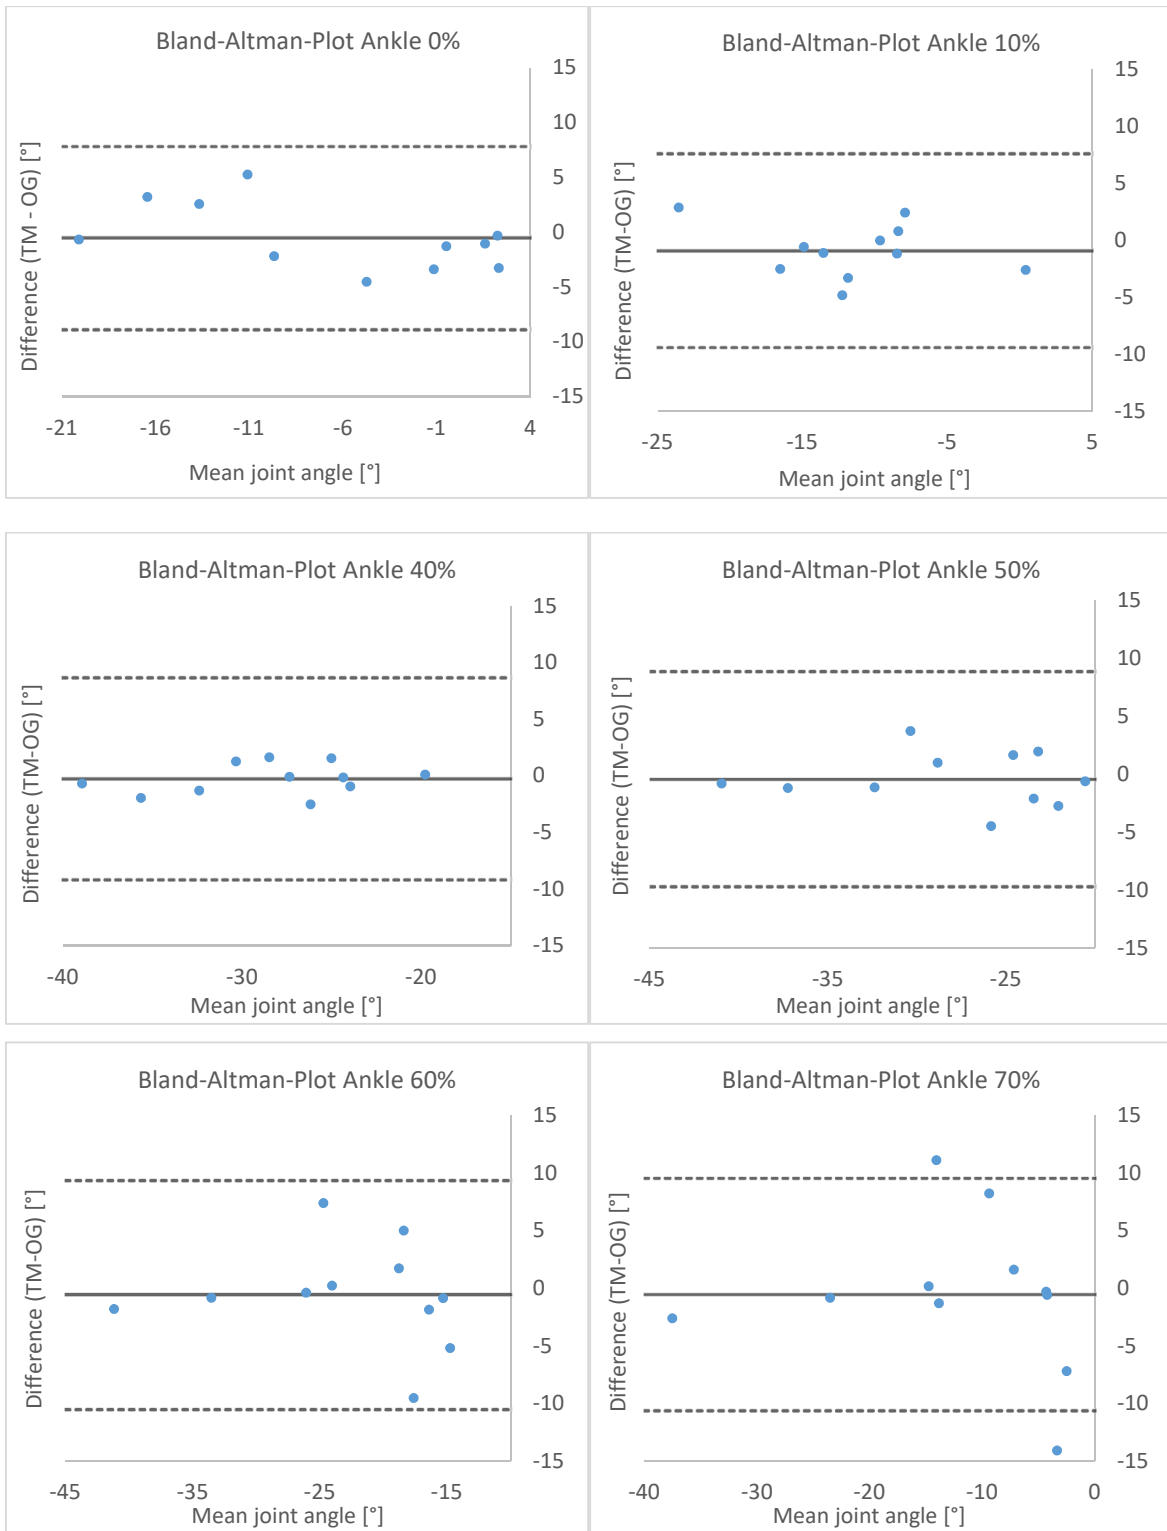 Bland-Altman-Plot Ankle 0%
15
10
5
0
-5
-10
-15
Difference (TM - OG) [°]
-21 -16 -11 -6 -1 4
Mean joint angle [°]
Bland-Altman-Plot Ankle 10%
15
10
5
0
-5
-10
-15
Difference (TM-OG) [°]
-25 -15 -5 5
Mean joint angle [°]
Bland-Altman-Plot Ankle 40%
15
10
5
0
-5
-10
-15
Difference (TM-OG) [°]
-40 -30 -20
Mean joint angle [°]
Bland-Altman-Plot Ankle 50%
15
10
5
0
-5
-10
-15
Difference (TM-OG) [°]
-45 -35 -25
Mean joint angle [°]
Bland-Altman-Plot Ankle 60%
15
10
5
0
-5
-10
-15
Difference (TM-OG) [°]
-45 -35 -25 -15
Mean joint angle [°]
Bland-Altman-Plot Ankle 70%
15
10
5
0
-5
-10
-15
Difference (TM-OG) [°]
-40 -30 -20 -10 0
Mean joint angle [°]